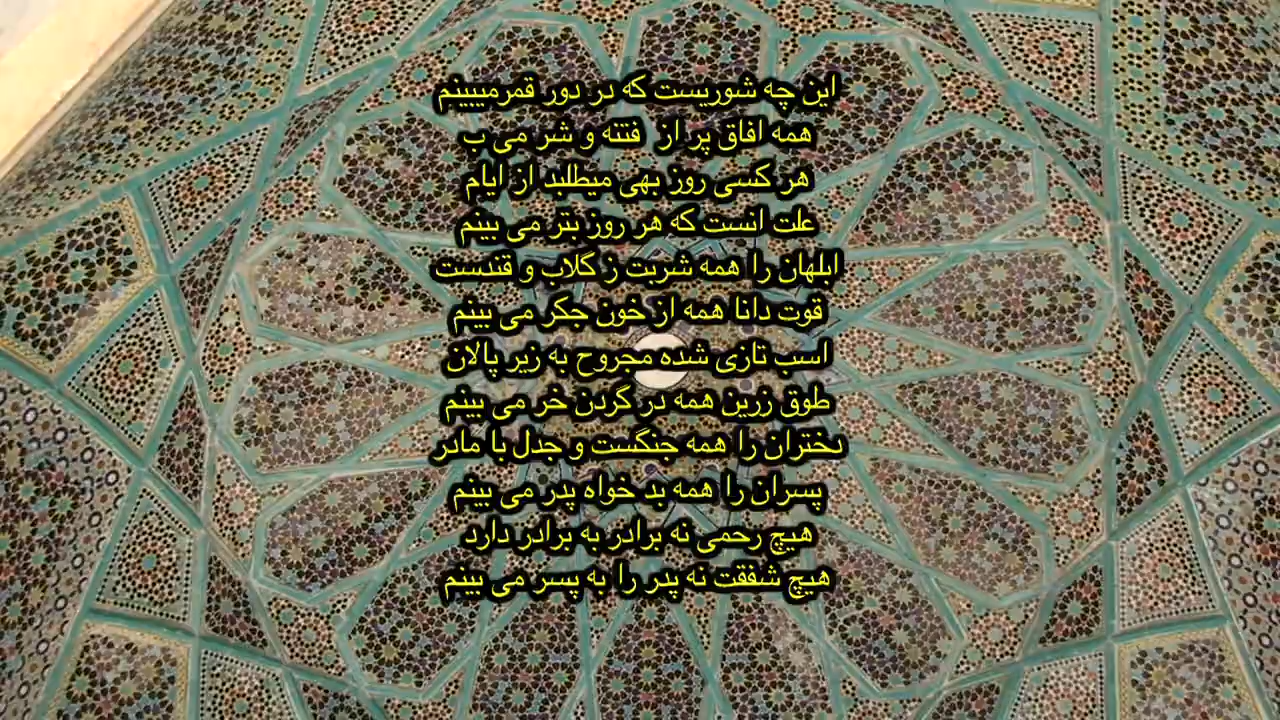 این چه شوریست که در دور قمرمیبینم
همه افاق پر از فتنه و شر می ب
هر کسی روز بهی میطلبد از ایام
علت انست که هر روز بتر می بینم
ابلهان را همه شربت ز گلاب و قندست
قوت دانا همه از خون جکر می بینم
اسب تازی شده مجروح به زیر پالان
طوق زرین همه در گردن خر می بینم
دختران را همه جنگست و جدل با مادر
پسران را همه بد خواه پدر می بینم
هیچ رحمی نه برادر به برادر دارد
هیچ شفقت نه پدر را به پسر می بینم